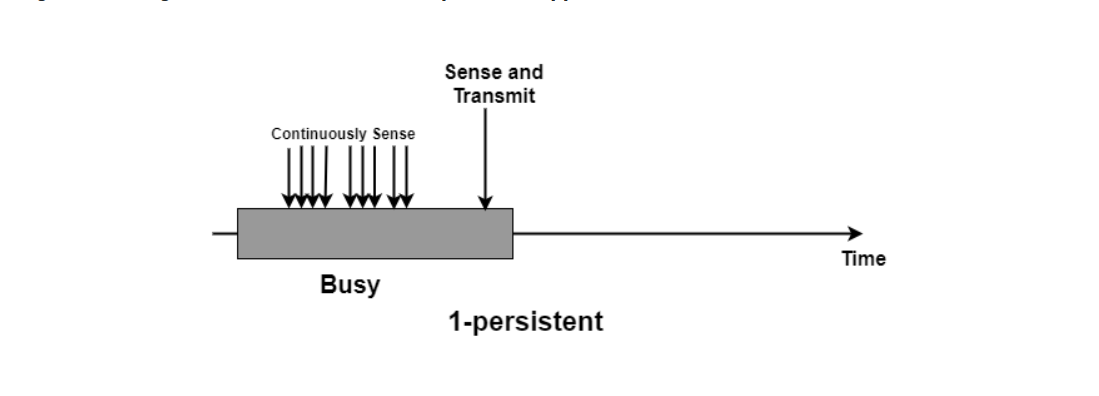 Sense and
Transmit
Continuously Sense
Time
Busy
1-persistent